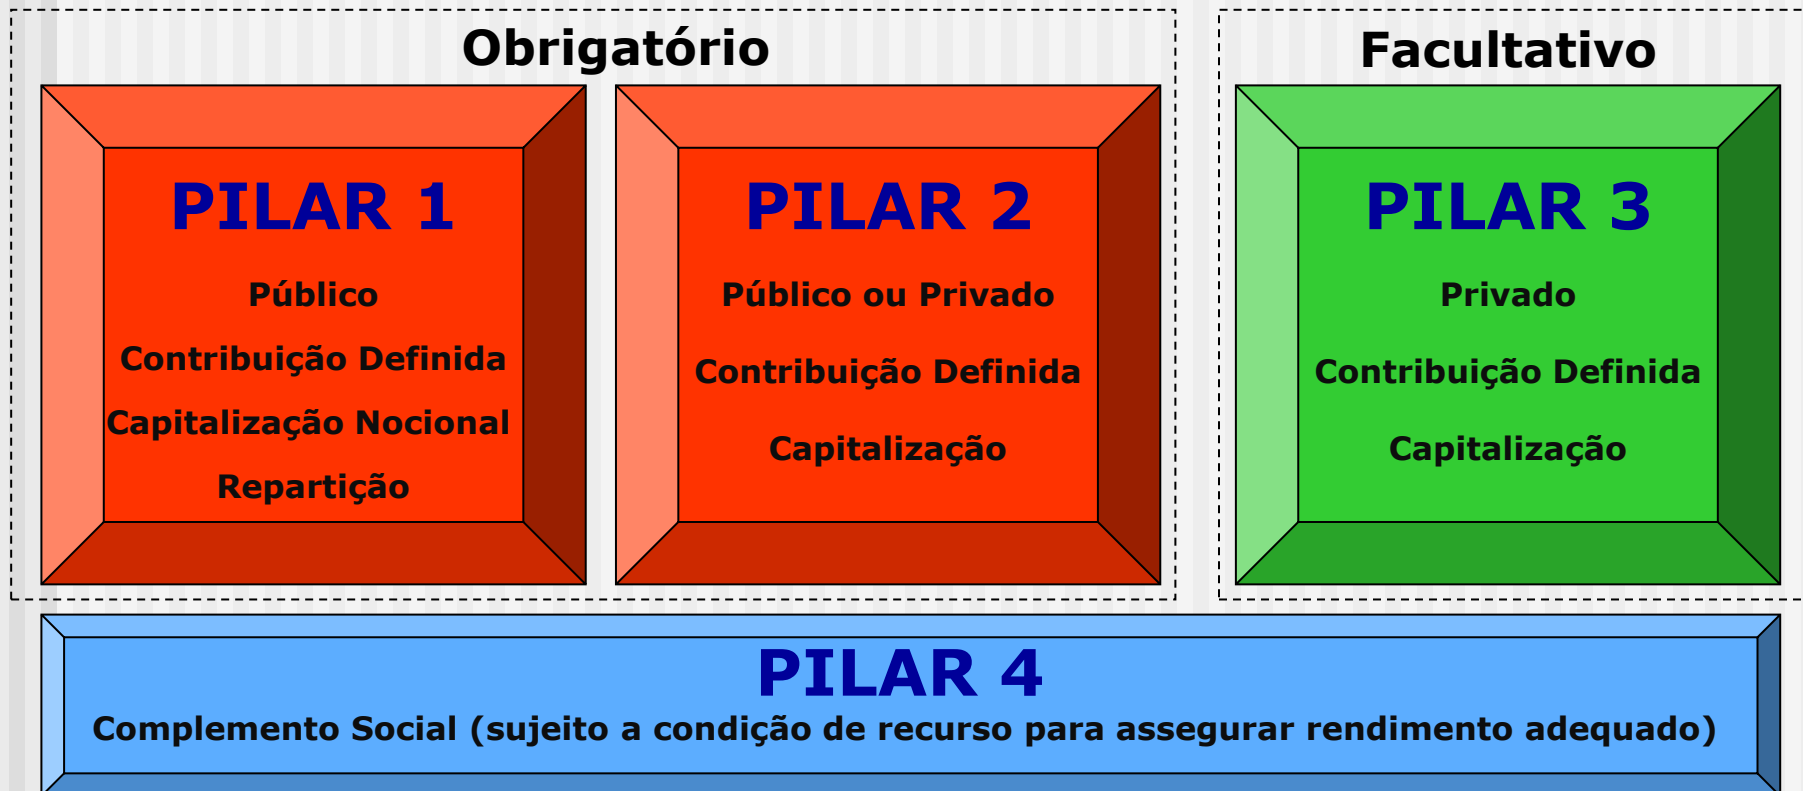 Obrigatório
Facultativo
PILAR 1
Público
Contribuição Definida
Capitalização Nocional
Repartição
PILAR 2
Público ou Privado
Contribuição Definida
Capitalização
PILAR 3
Privado
Contribuição Definida
Capitalização
PILAR 4
Complemento Social (sujeito a condição de recurso para assegurar rendimento adequado)